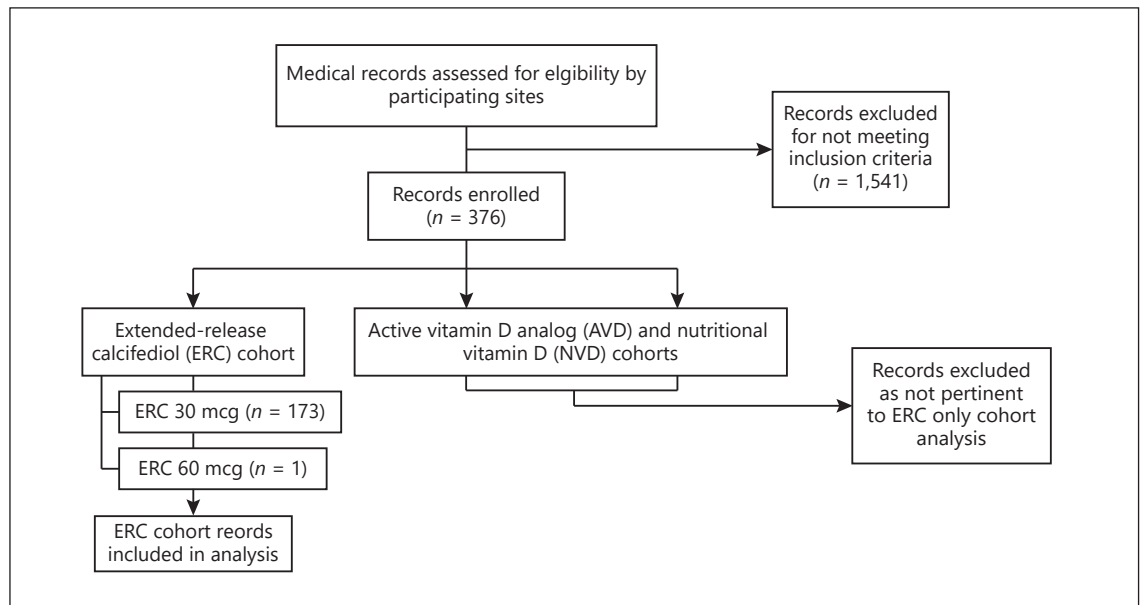 Medical records assessed for elgibility by
participating sites
Records excluded
for not meeting
inclusion criteria
(n = 1,541)
Records enrolled
(n = 376)
Extended-release
calcifediol (ERC) cohort
Active vitamin D analog (AVD) and nutritional
vitamin D (NVD) cohorts
Records excluded
as not pertinent
to ERC only cohort
analysis
ERC 30 mcg (n = 173)
ERC 60 mcg (n = 1)
ERC cohort reords
included in analysis